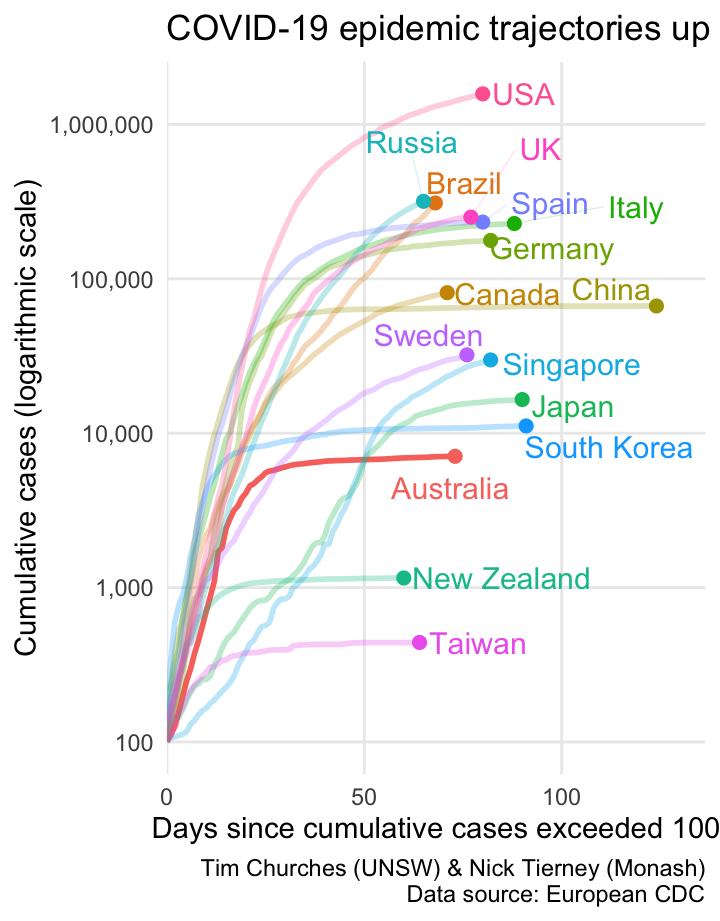 COVID-19 epidemic trajectories up
Cumulative cases (logarithmic scale)
1,000,000
100,000
10,000
1,000
100
USA
Russia
UK
Brazil
Spain
Italy
Germany
Canada
China
Sweden
Singapore
Japan
South Korea
Australia
New Zealand
Taiwan
0
50
100
Days since cumulative cases exceeded 100
Tim Churches (UNSW) & Nick Tierney (Monash)
Data source: European CDC